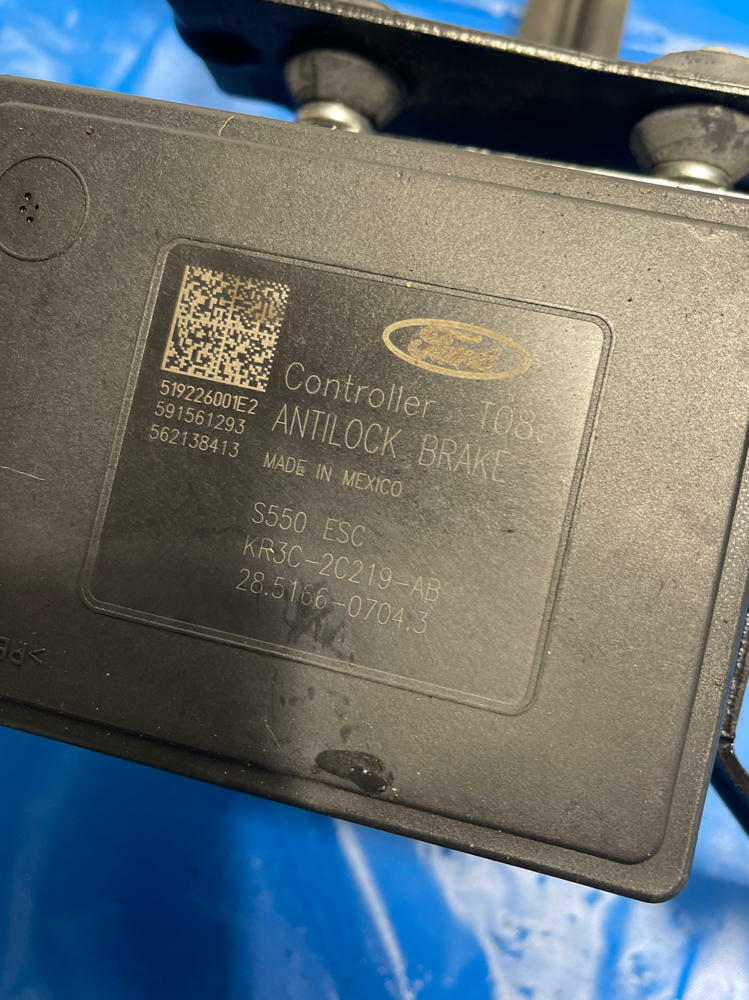 Ford
519226001E2
591561293
562138413
Controller
ANTILOCK BRAKE
MADE IN MEXICO
S550 ESC
KR3C-2C219-AB
28.5166-0704.3